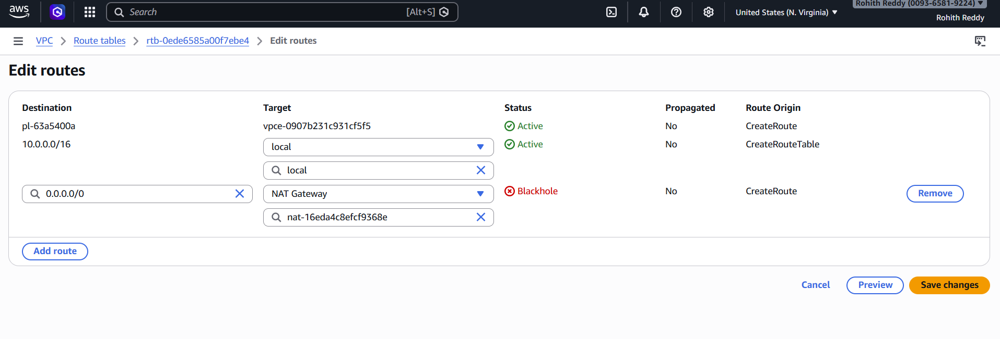 aws
Search [Alt+S]
United States (N. Virginia)
Rohith Reddy (0093-6581-9224)
Rohith Reddy
VPC
Route tables
rtb-0ede6585a00f7ebe4
Edit routes
Edit routes
Destination Target Status Propagated Route Origin
pl-63a5400a vpce-0907b231c931cf5f5 Active No CreateRoute
10.0.0.0/16 local Active No CreateRouteTable
local
0.0.0.0/0 NAT Gateway Blackhole No CreateRoute Remove
nat-16eda4c8efcf9368e
Add route
Cancel Preview Save changes